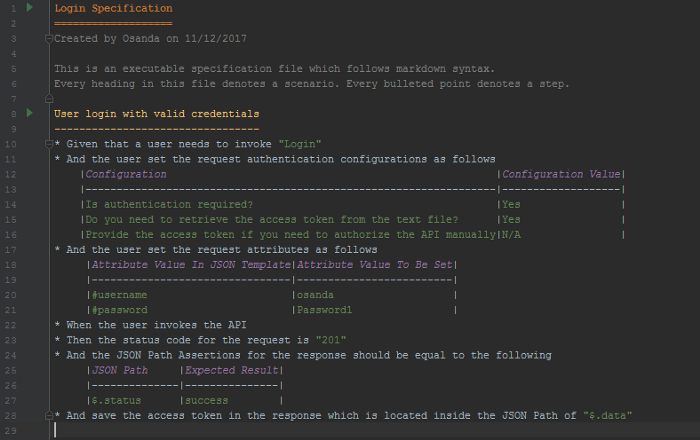 1 Login Specification
2 ===================
3 Created by Osanda on 11/12/2017
4
5 This is an executable specification file which follows markdown syntax.
6 Every heading in this file denotes a scenario. Every bulleted point denotes a step.
7
8 User login with valid credentials
9 ---------------------------------
10 * Given that a user needs to invoke "Login"
11 * And the user set the request authentication configurations as follows
12 |Configuration |Configuration Value|
13 |------------------------------------------------------------------|-------------------|
14 |Is authentication required? |Yes |
15 |Do you need to retrieve the access token from the text file? |Yes |
16 |Provide the access token if you need to authorize the API manually|N/A |
17 * And the user set the request attributes as follows
18 |Attribute Value In JSON Template|Attribute Value To Be Set|
19 |--------------------------------|-------------------------|
20 |#username |osanda |
21 |#password |Password1 |
22 * When the user invokes the API
23 * Then the status code for the request is "201"
24 * And the JSON Path Assertions for the response should be equal to the following
25 |JSON Path |Expected Result|
26 |--------------|---------------|
27 |$.status |success |
28 * And save the access token in the response which is located inside the JSON Path of "$.data"
29